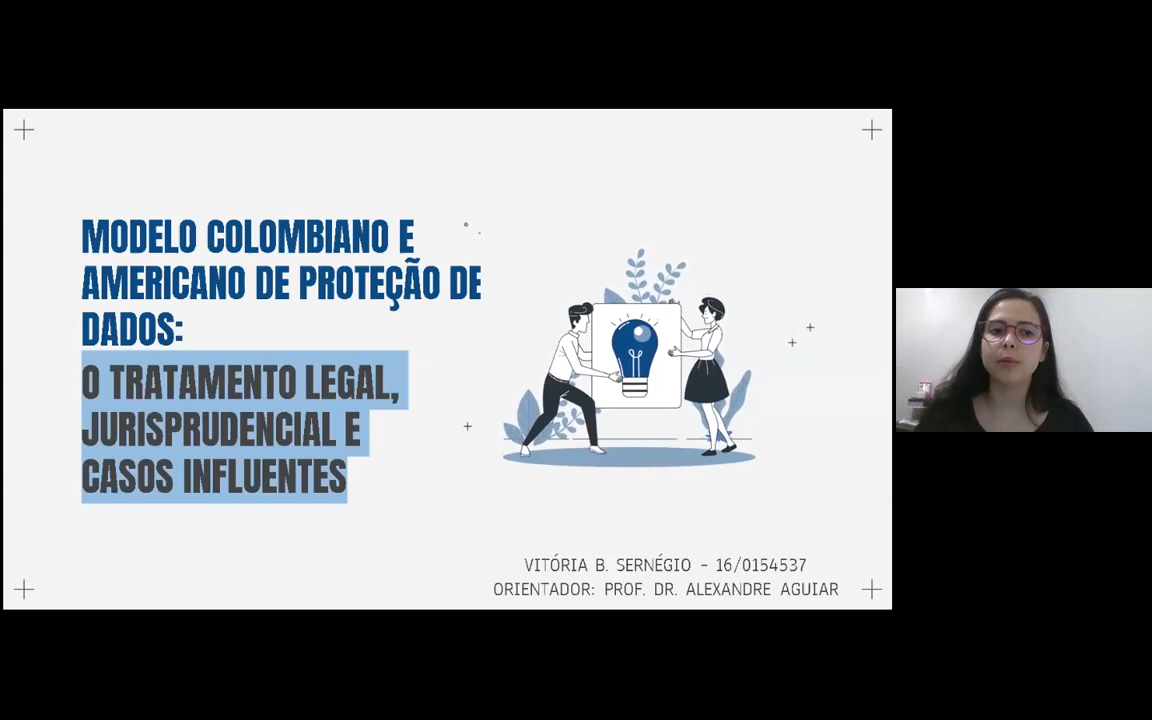 MODELO COLOMBIANO E
AMERICANO DE PROTEÇÃO DE
DADOS:
O TRATAMENTO LEGAL,
JURISPRUDENCIAL E
CASOS INFLUENTES
VITÓRIA B. SERNÉGIO - 16/0154537
ORIENTADOR: PROF. DR. ALEXANDRE AGUIAR